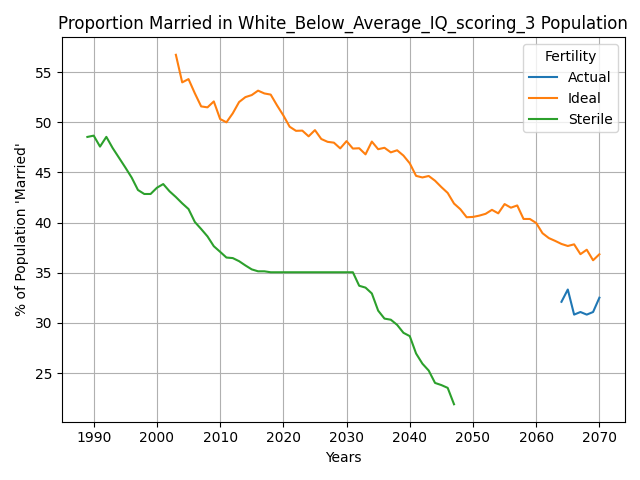 Proportion Married in White_Below_Average_IQ_scoring_3 Population
Fertility
Actual
Ideal
Sterile
% of Population 'Married'
55
50
45
40
35
30
25
1990 2000 2010 2020 2030 2040 2050 2060 2070
Years